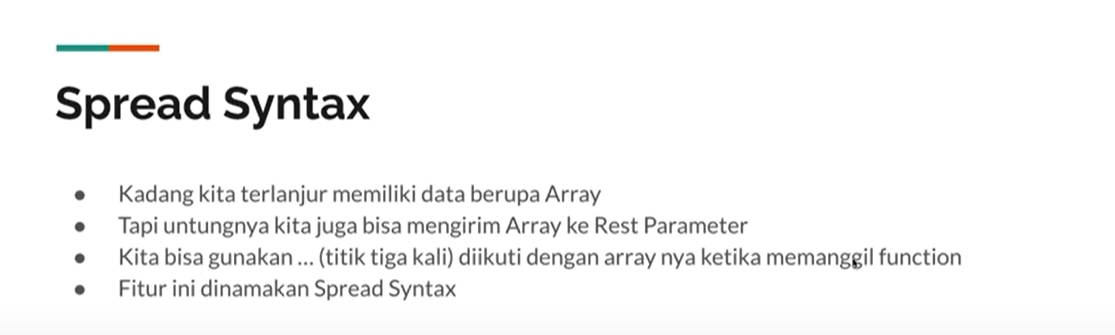 Spread Syntax
● Kadang kita terlanjur memiliki data berupa Array
● Tapi untungnya kita juga bisa mengirim Array ke Rest Parameter
● Kita bisa gunakan … (titik tiga kali) diikuti dengan array nya ketika memanggil function
● Fitur ini dinamakan Spread Syntax